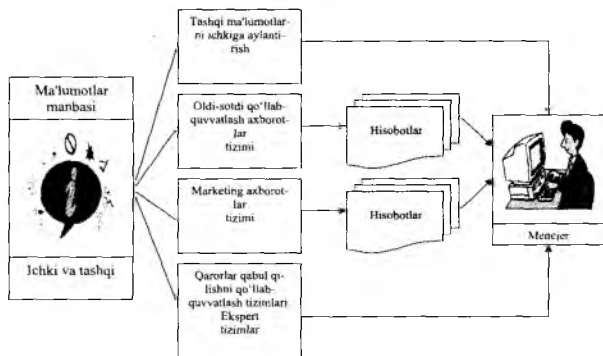 Ma'lumotlar
manbasi
Ichki va tashqi
Tashqi ma'lumotlar-
ni ichkiga aylanti-
rish
Oldi-sotdi qo'llab-
quvvatlash axborot-
lar
tizimi
Marketing axborot-
lar
tizimi
Qarorlar qabul qi-
lishni qo'llab-
quvvatlash tizimlari
Ekspert
tizimlar
Hisobotlar
Hisobotlar
Menejer